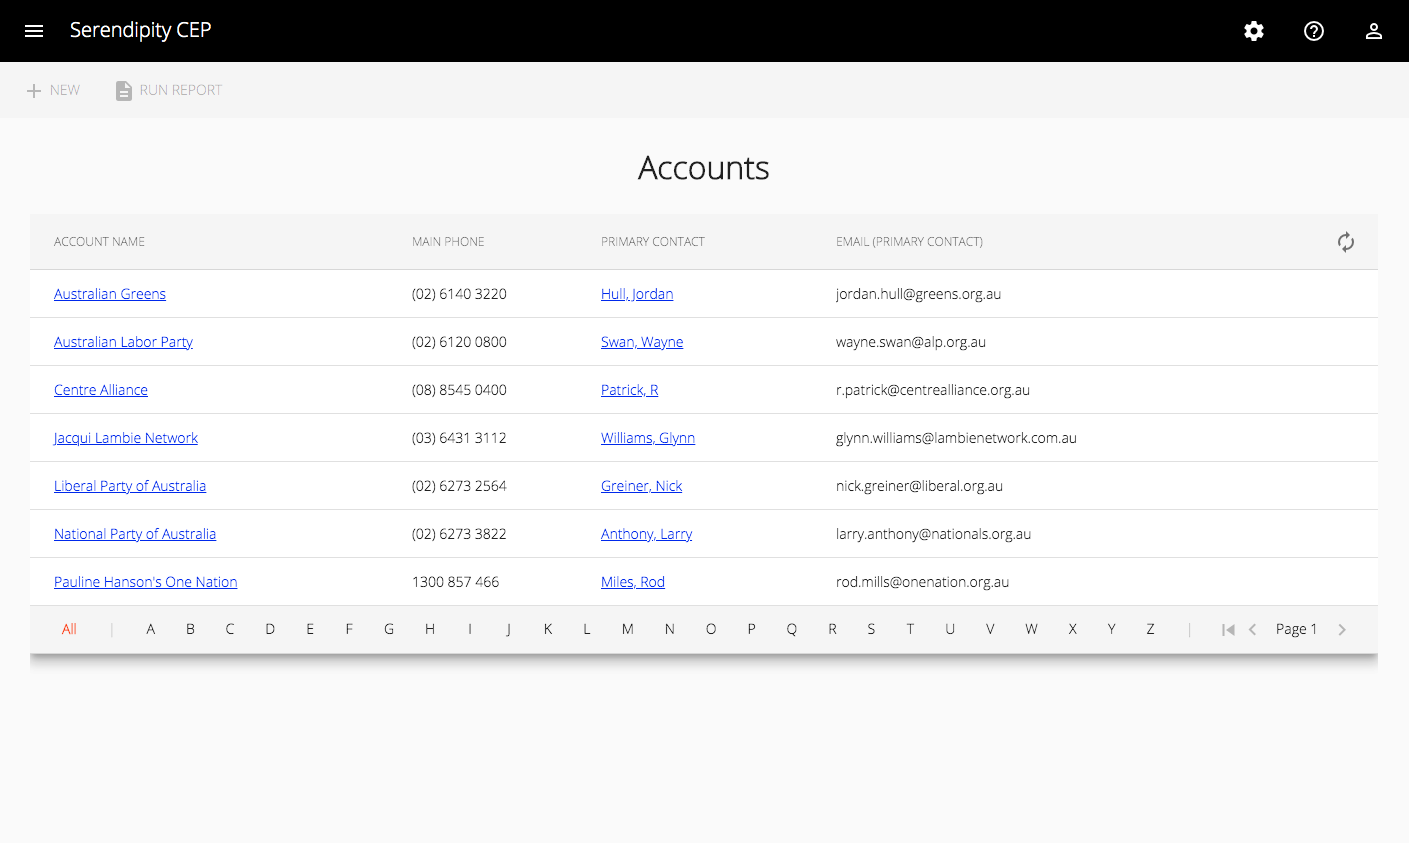 Serendipity CEP
NEW RUN REPORT
Accounts
ACCOUNT NAME MAIN PHONE PRIMARY CONTACT EMAIL (PRIMARY CONTACT)
Australian Greens (02) 6140 3220 Hull, Jordan jordan.hull@greens.org.au
Australian Labor Party (02) 6120 0800 Swan, Wayne wayne.swan@alp.org.au
Centre Alliance (08) 8545 0400 Patrick, R r.patrick@centrealliance.org.au
Jacqui Lambie Network (03) 6431 3112 Williams, Glynn glynn.williams@lambienetwork.com.au
Liberal Party of Australia (02) 6273 2564 Greiner, Nick nick.greiner@liberal.org.au
National Party of Australia (02) 6273 3822 Anthony, Larry larry.anthony@nationals.org.au
Pauline Hanson's One Nation 1300 857 466 Miles, Rod rod.mills@onenation.org.au
All | A B C D E F G H I J K L M N O P Q R S T U V W X Y Z | Page 1